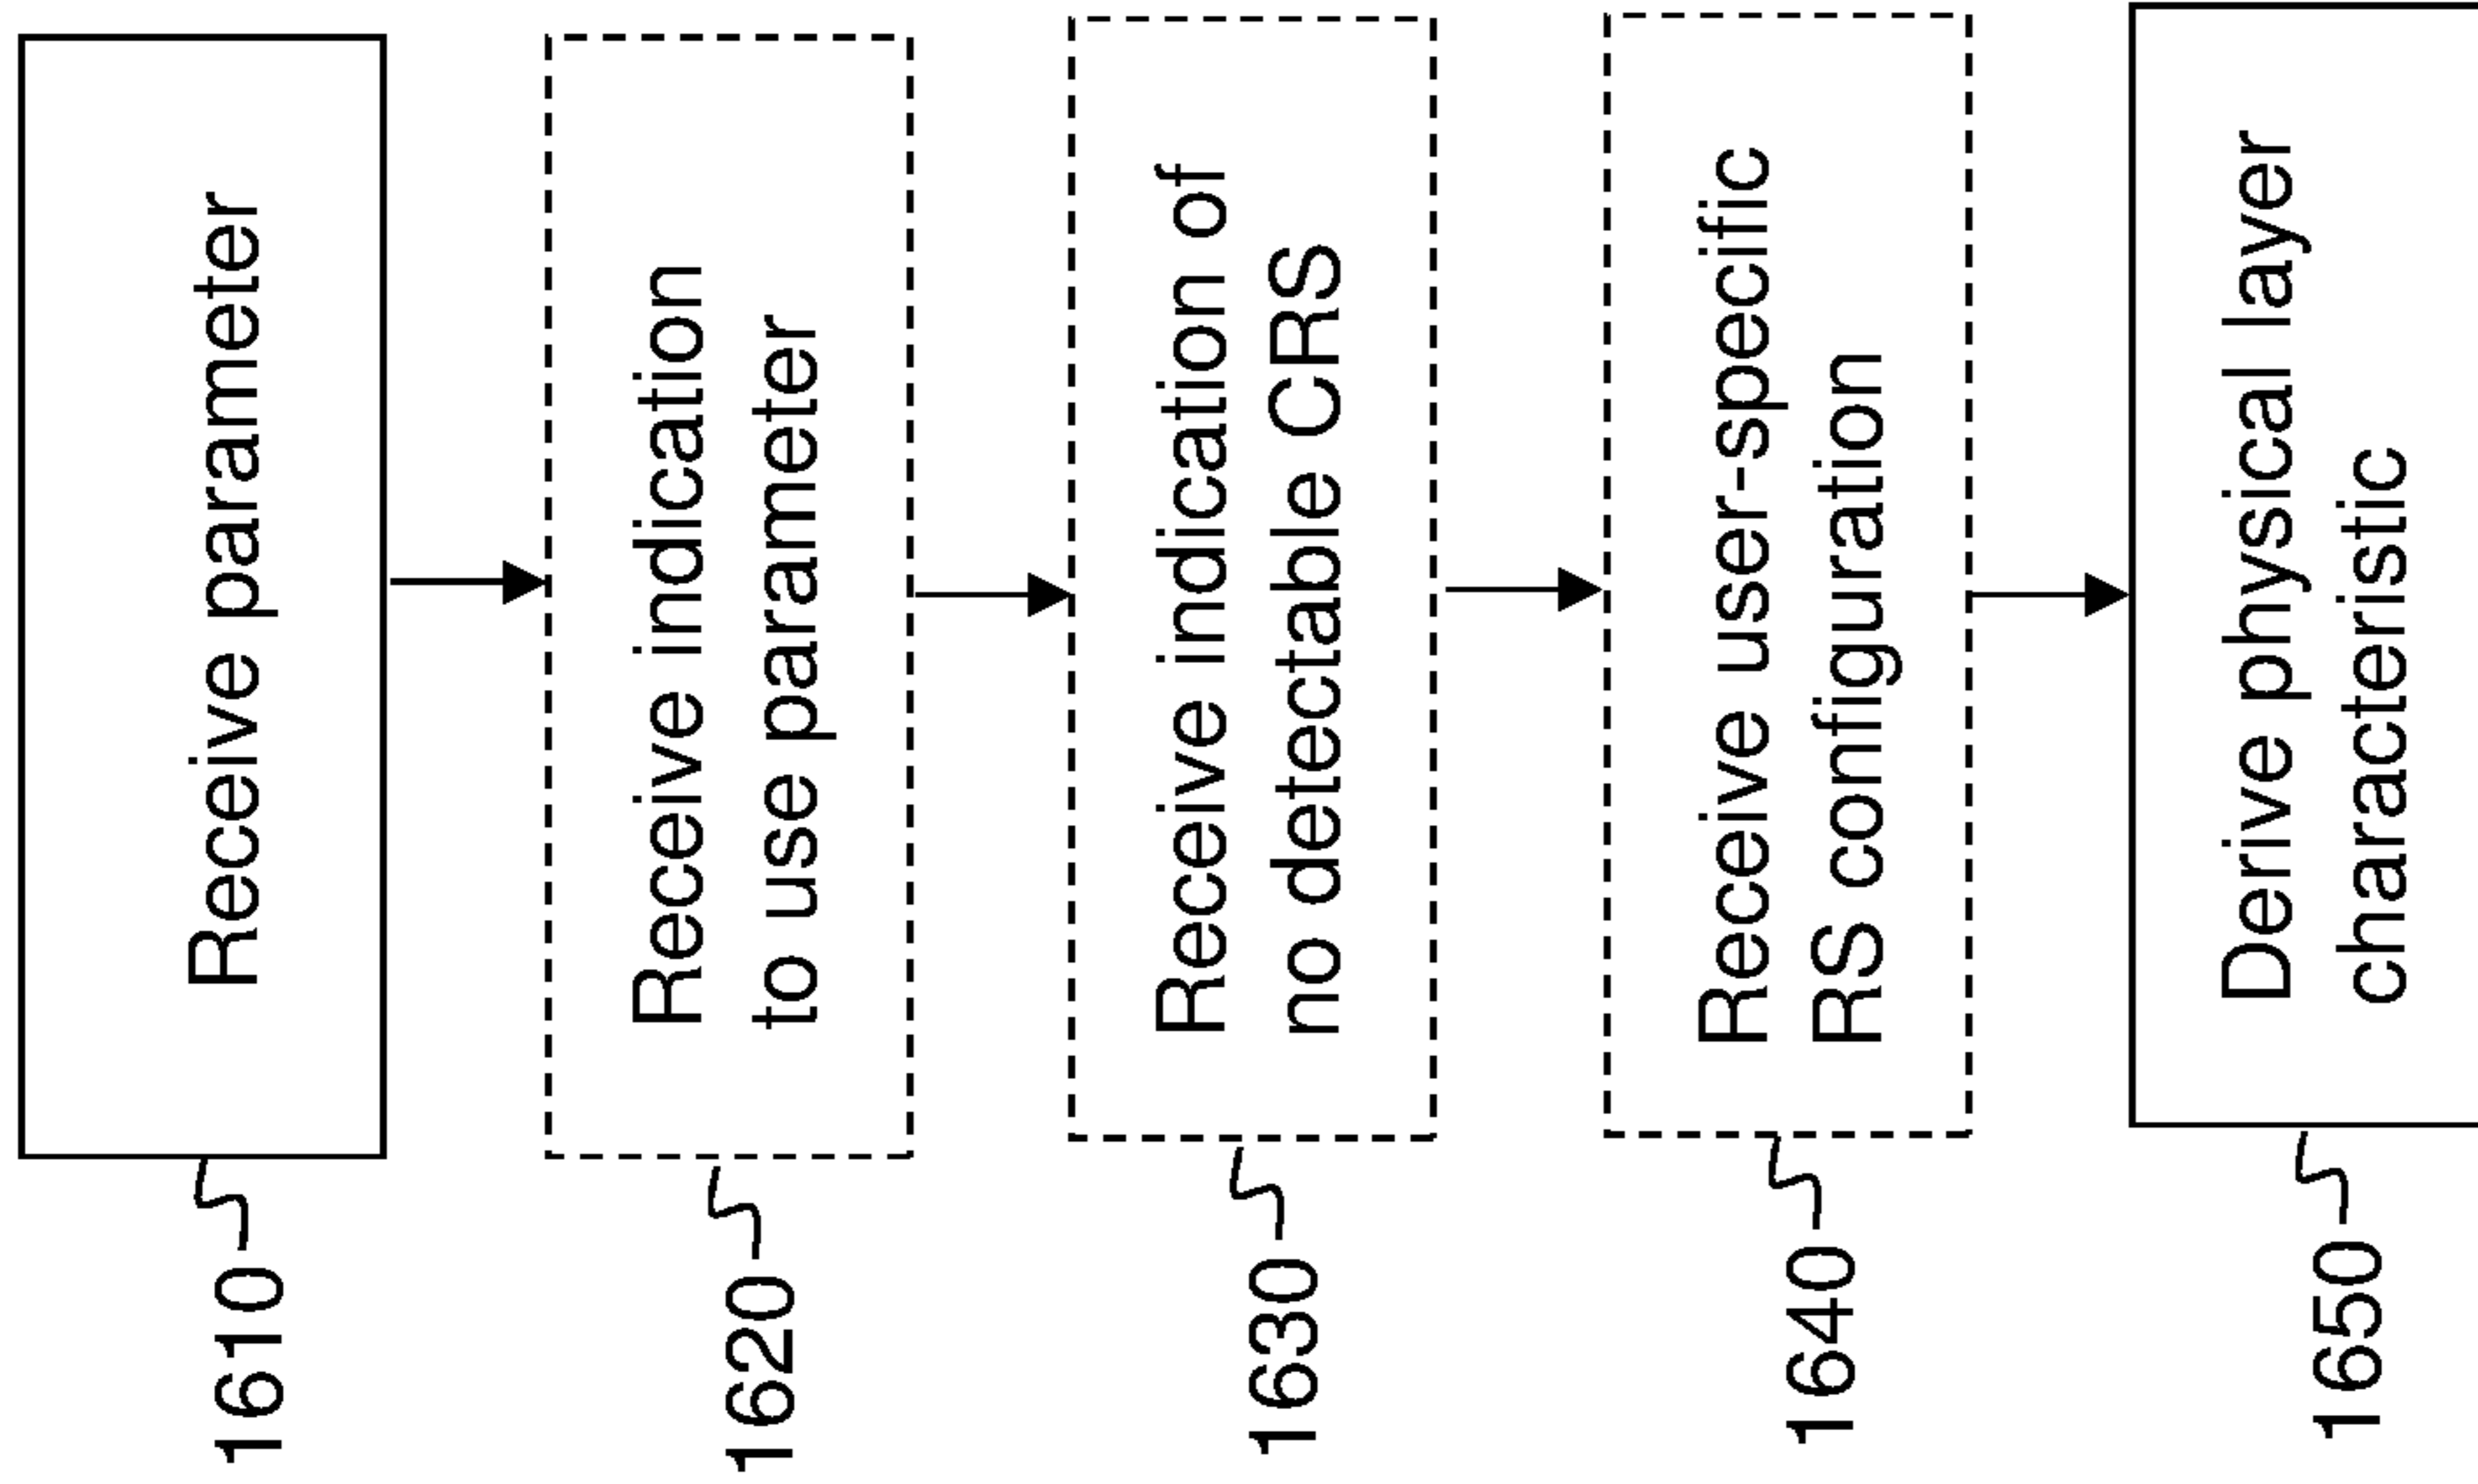 1610
Receive parameter
1620
Receive indication
to use parameter
1630
Receive indication of
no detectable CRS
1640
Receive user-specific
RS configuration
1650
Derive physical layer
characteristic